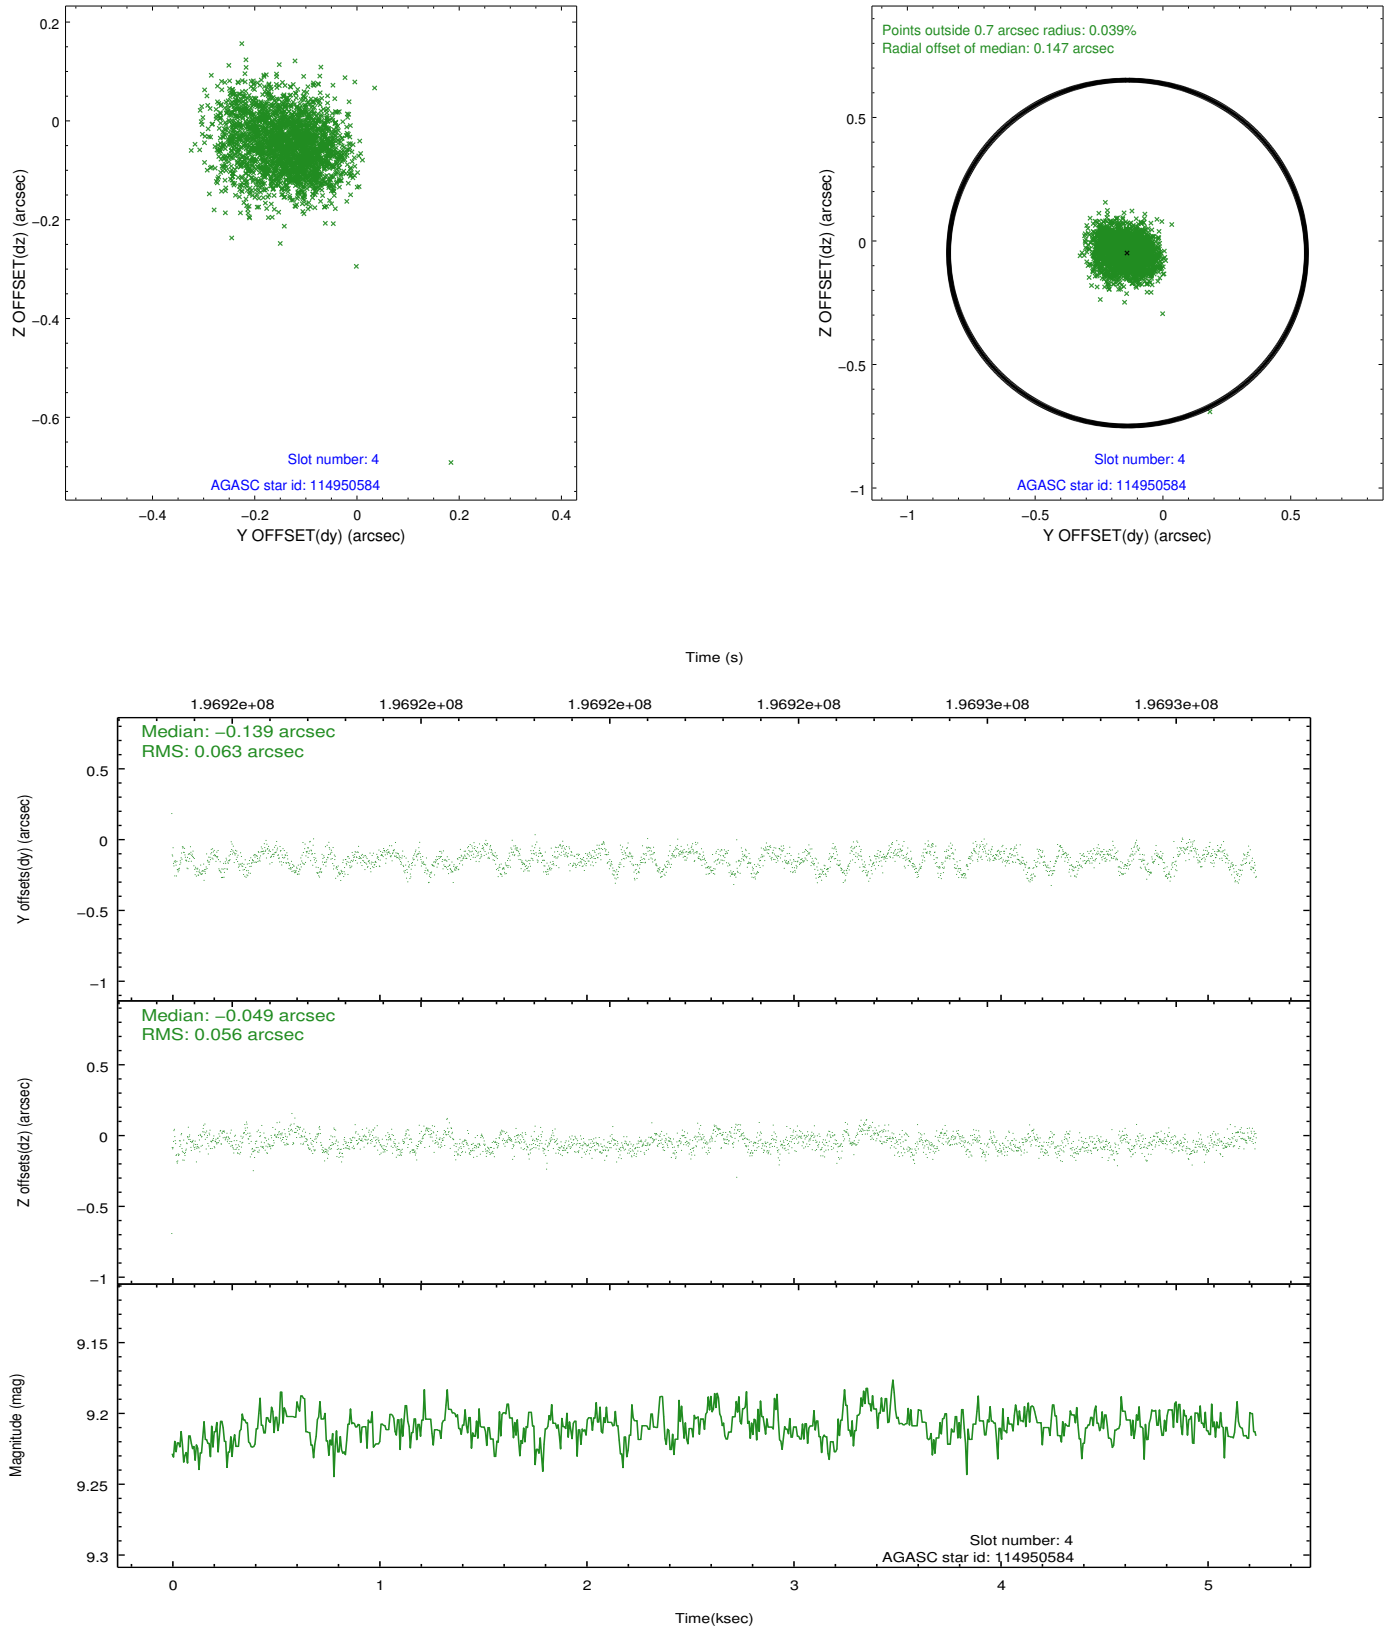 0.2
0
−0.2
−0.4
−0.6
Z OFFSET(dz) (arcsec)
Slot number: 4
AGASC star id: 114950584
−0.4 −0.2 0 0.2 0.4
Y OFFSET(dy) (arcsec)
Points outside 0.7 arcsec radius: 0.039%
Radial offset of median: 0.147 arcsec
0.5
0
−0.5
−1
Z OFFSET(dz) (arcsec)
Slot number: 4
AGASC star id: 114950584
−1 −0.5 0 0.5
Y OFFSET(dy) (arcsec)
Time (s)
1.9692e+08 1.9692e+08 1.9692e+08 1.9692e+08 1.9693e+08 1.9693e+08
Median: −0.139 arcsec
RMS: 0.063 arcsec
0.5
0
−0.5
−1
Y offsets(dy) (arcsec)
Median: −0.049 arcsec
RMS: 0.056 arcsec
0.5
0
−0.5
−1
Z offsets(dz) (arcsec)
9.15
9.2
9.25
9.3
Magnitude (mag)
Slot number: 4
AGASC star id: 114950584
0 1 2 3 4 5
Time(ksec)